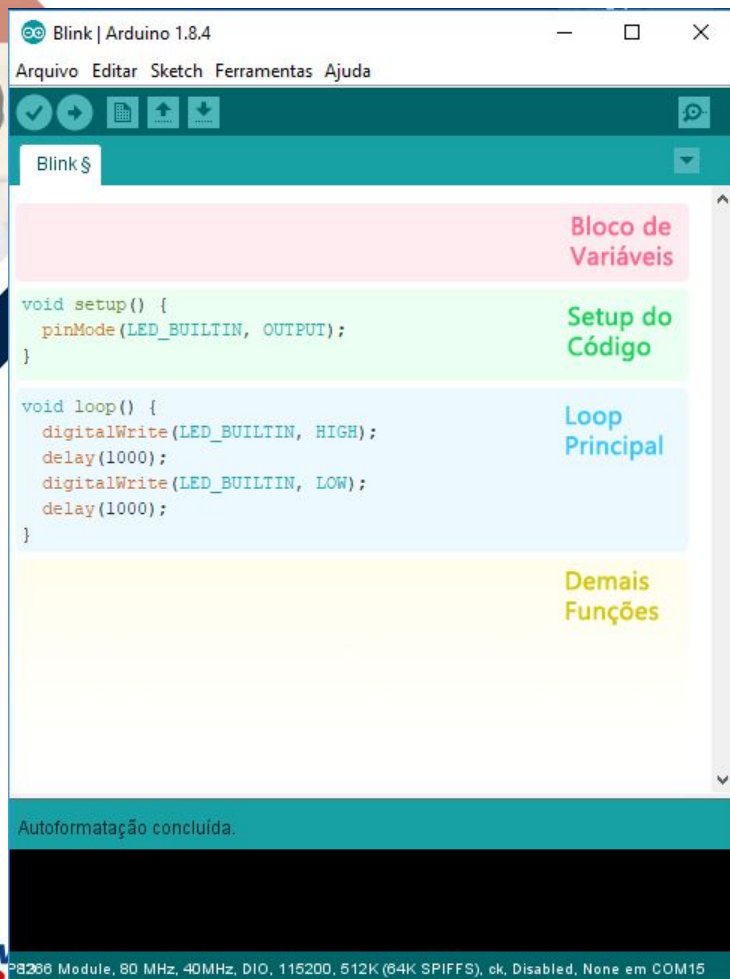 Blink | Arduino 1.8.4
Arquivo Editar Sketch Ferramentas Ajuda
Blink §
Bloco de
Variáveis
void setup() {
pinMode(LED_BUILTIN, OUTPUT);
}
Setup do
Código
void loop() {
digitalWrite(LED_BUILTIN, HIGH);
delay(1000);
digitalWrite(LED_BUILTIN, LOW);
delay(1000);
}
Loop
Principal
Demais
Funções
Autoformatação concluída.
Module, 80 MHz, 40MHz, DIO, 115200, 512K (64K SPIFFS), ck, Disabled, None em COM15